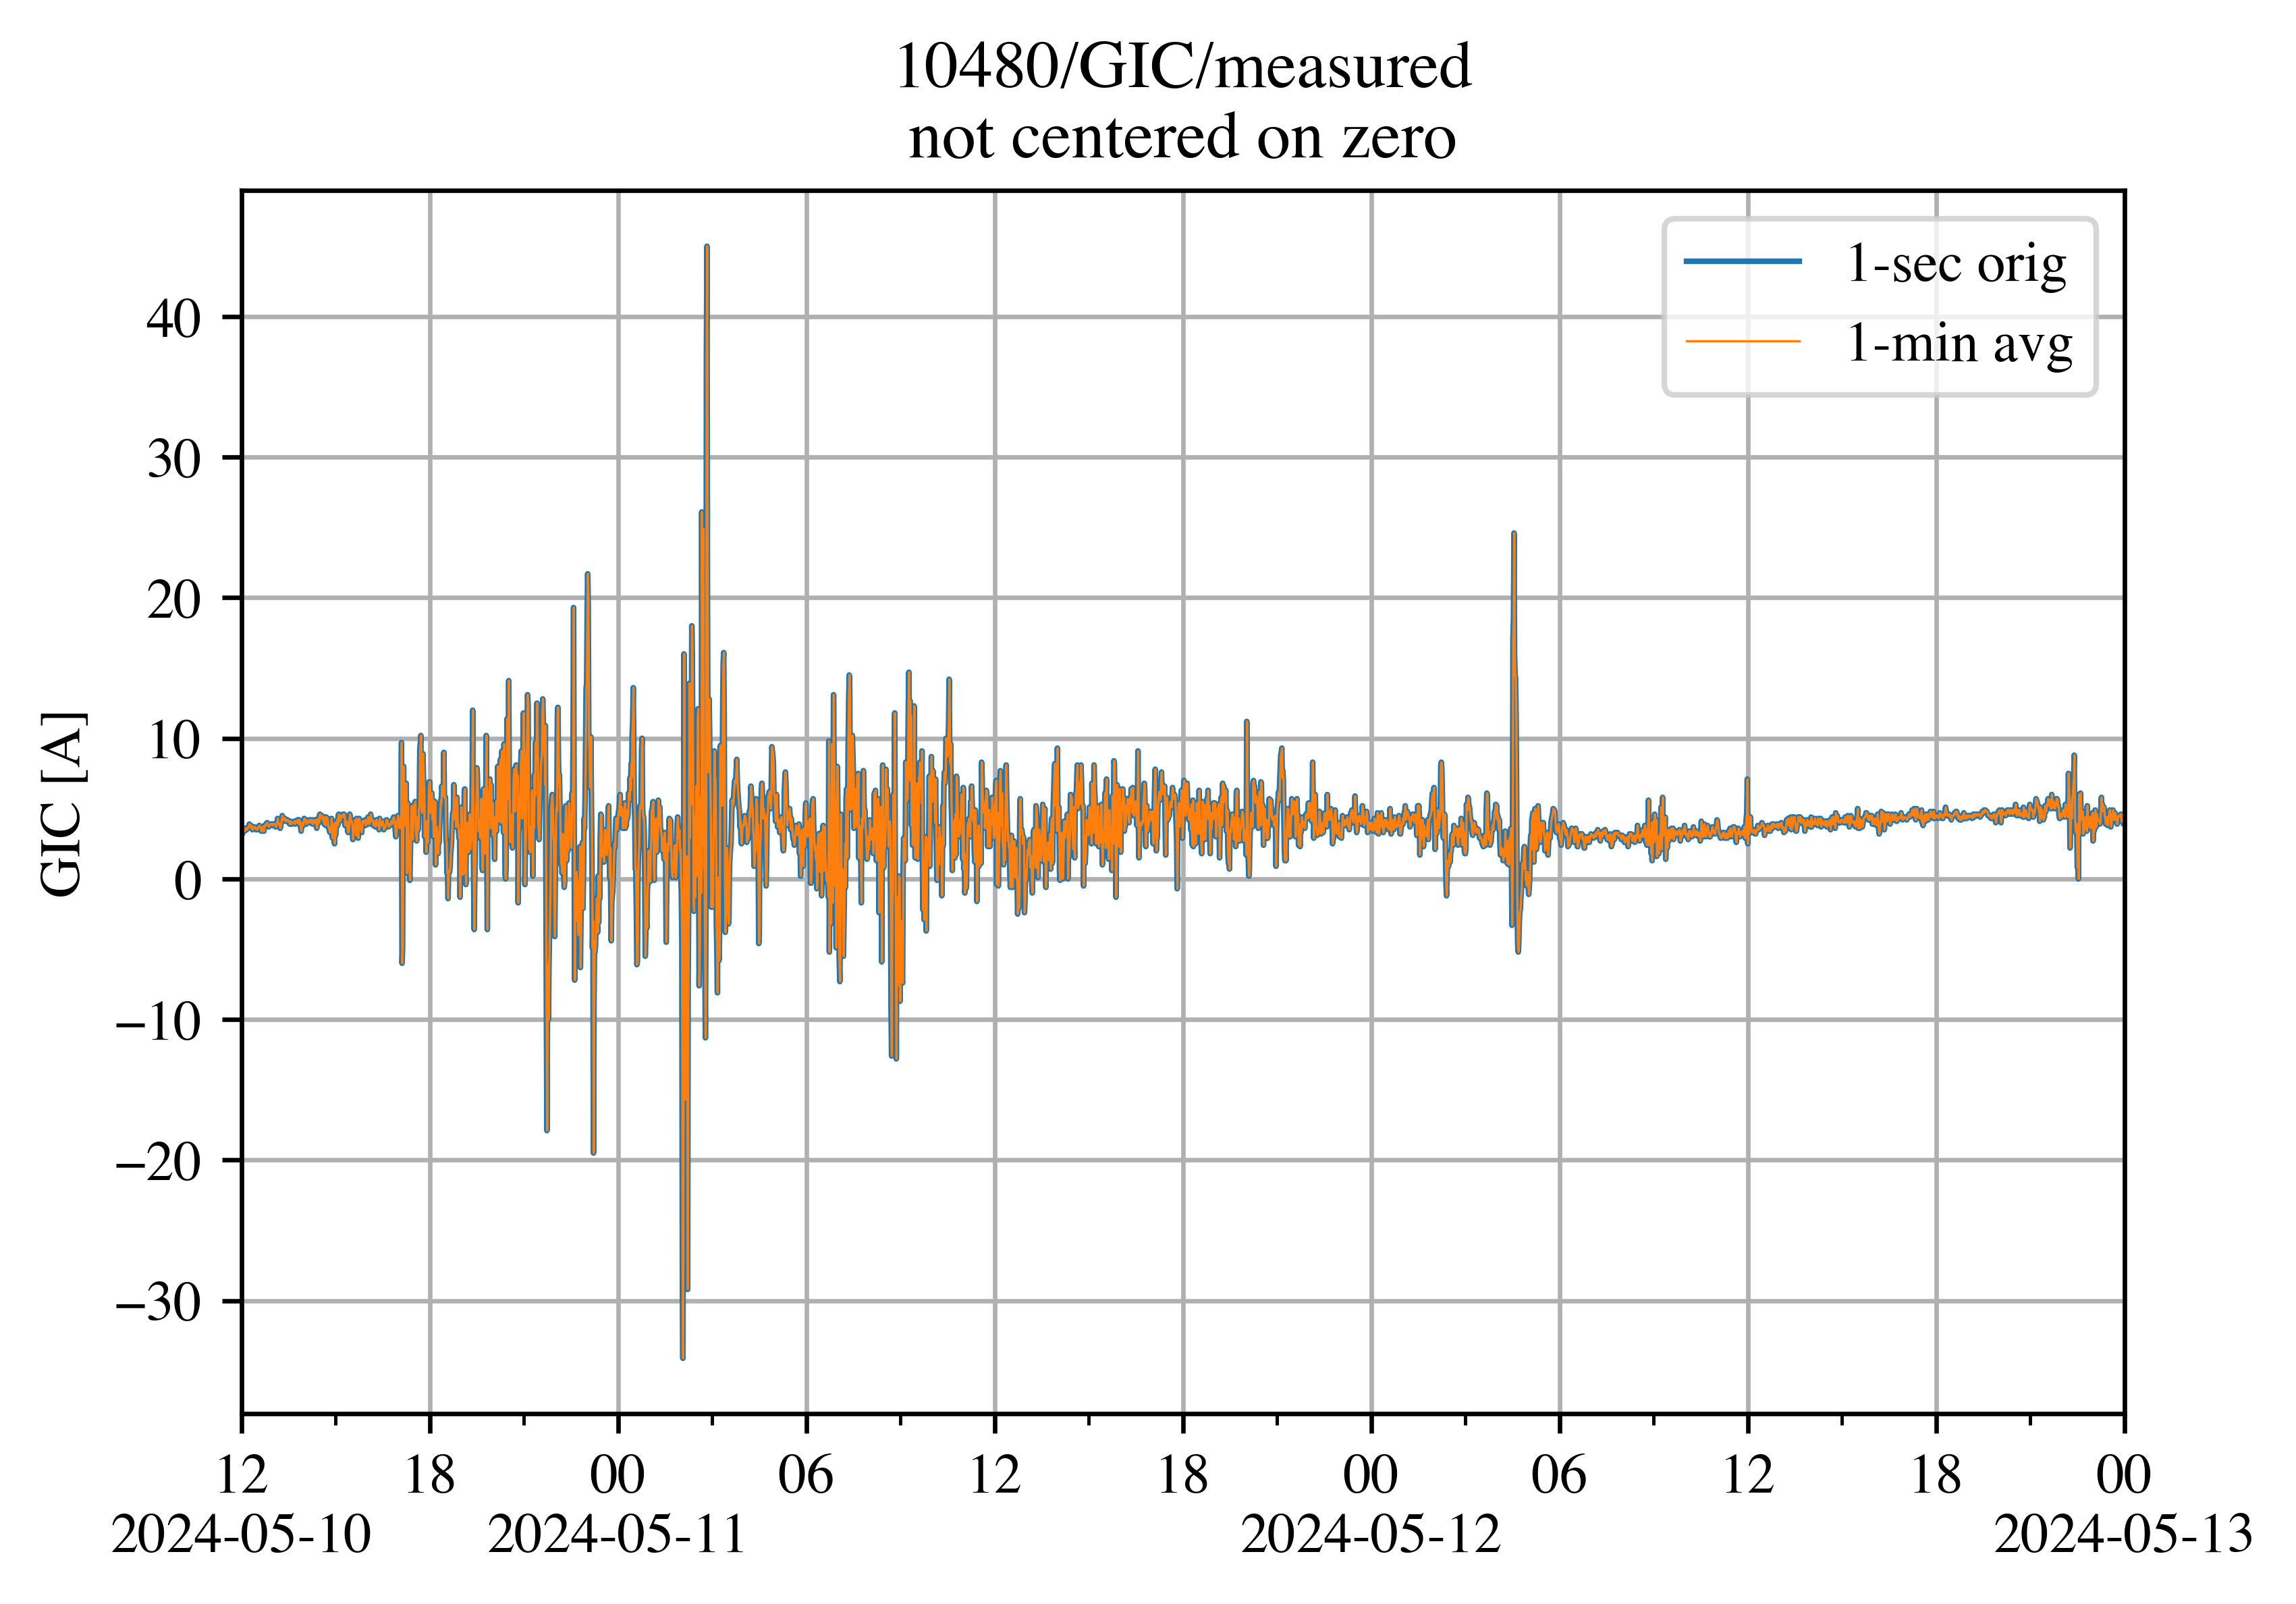 10480/GIC/measured
not centered on zero
1-sec orig
1-min avg
GIC [A]
40
30
20
10
0
−10
−20
−30
12 18 00 06 12 18 00 06 12 18 00
2024-05-10 2024-05-11 2024-05-12 2024-05-13